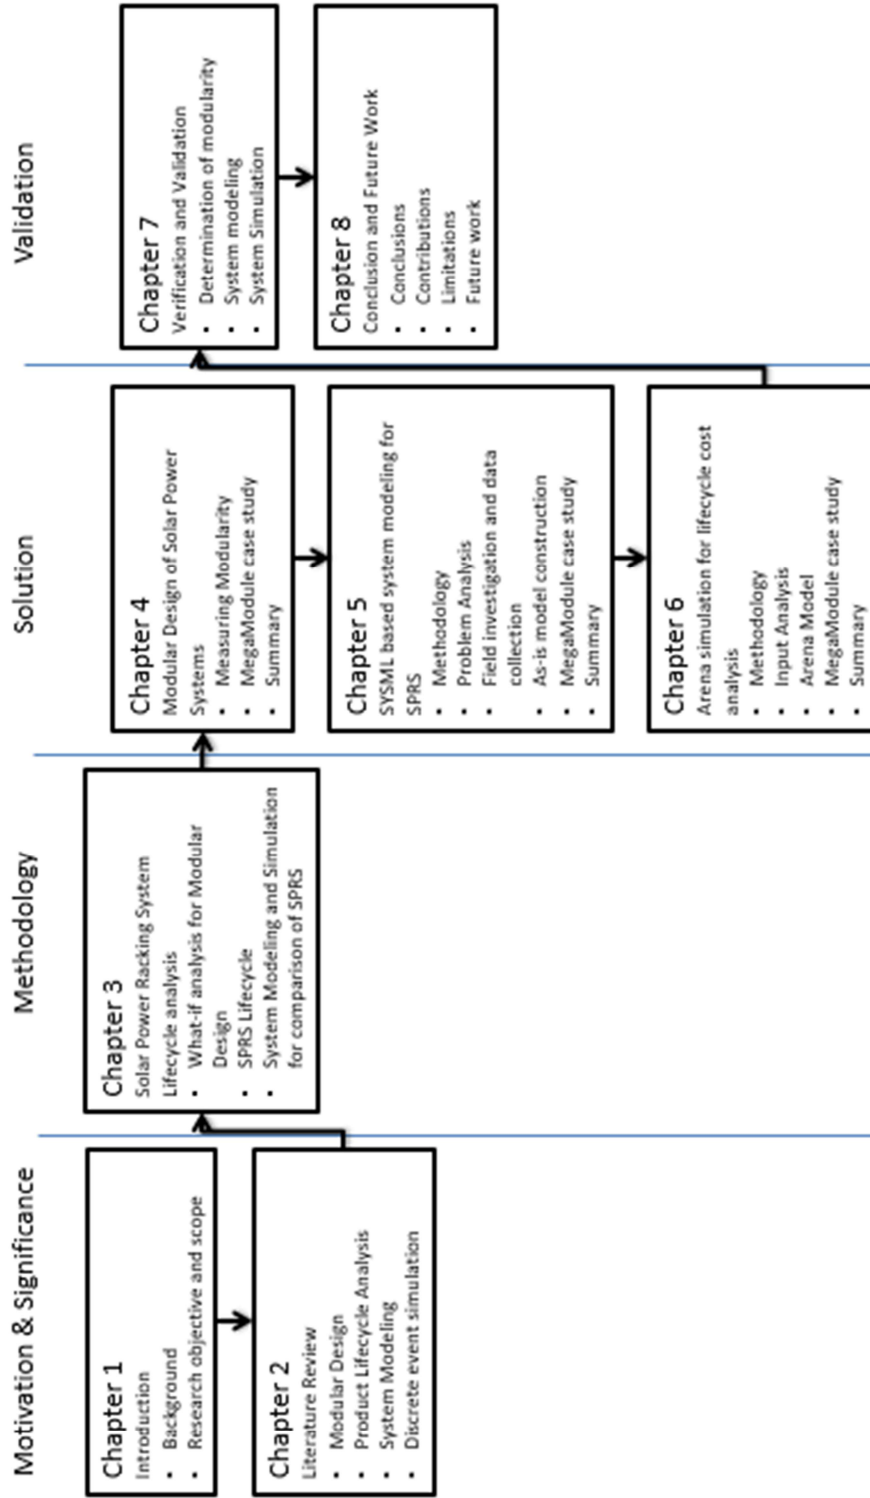 Motivation & Significance
Chapter 1
Introduction
• Background
• Research objective and scope
Chapter 2
Literature Review
• Modular Design
• Product Lifecycle Analysis
• System Modeling
• Discrete event simulation
Methodology
Chapter 3
Solar Power Racking System
Lifecycle analysis
• What-if analysis for Modular
Design
• SPRS Lifecycle
• System Modeling and Simulation
for comparison of SPRS
Solution
Chapter 4
Modular Design of Solar Power
Systems
• Measuring Modularity
• MegaModule case study
• Summary
Chapter 5
SYSML based system modeling for
SPRS
• Methodology
• Problem Analysis
• Field investigation and data
collection
• As-is model construction
• MegaModule case study
• Summary
Chapter 6
Arena simulation for lifecycle cost
analysis
• Methodology
• Input Analysis
• Arena Model
• MegaModule case study
• Summary
Validation
Chapter 7
Verification and Validation
• Determination of modularity
• System modeling
• System Simulation
Chapter 8
Conclusion and Future Work
• Conclusions
• Contributions
• Limitations
• Future work